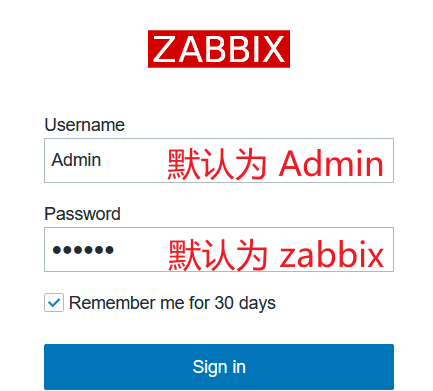 ZABBIX
Username
Admin 默认为 Admin
Password
•••••• 默认为 zabbix
Remember me for 30 days
Sign in